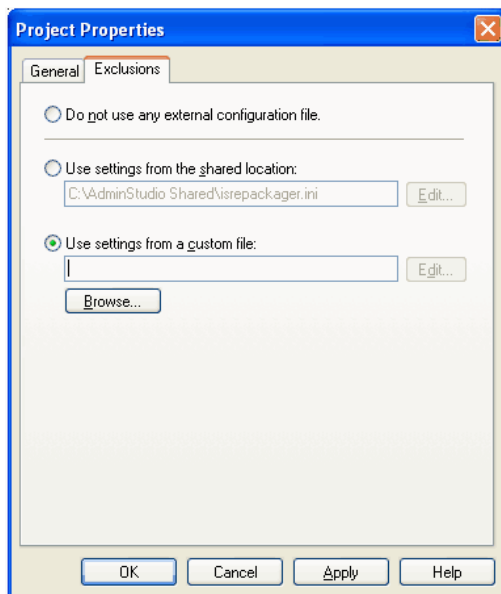 Project Properties
General Exclusions
Do not use any external configuration file.
Use settings from the shared location:
C:\AdminStudio Shared\isrepackager.ini Edit...
Use settings from a custom file:
Edit...
Browse...
OK Cancel Apply Help